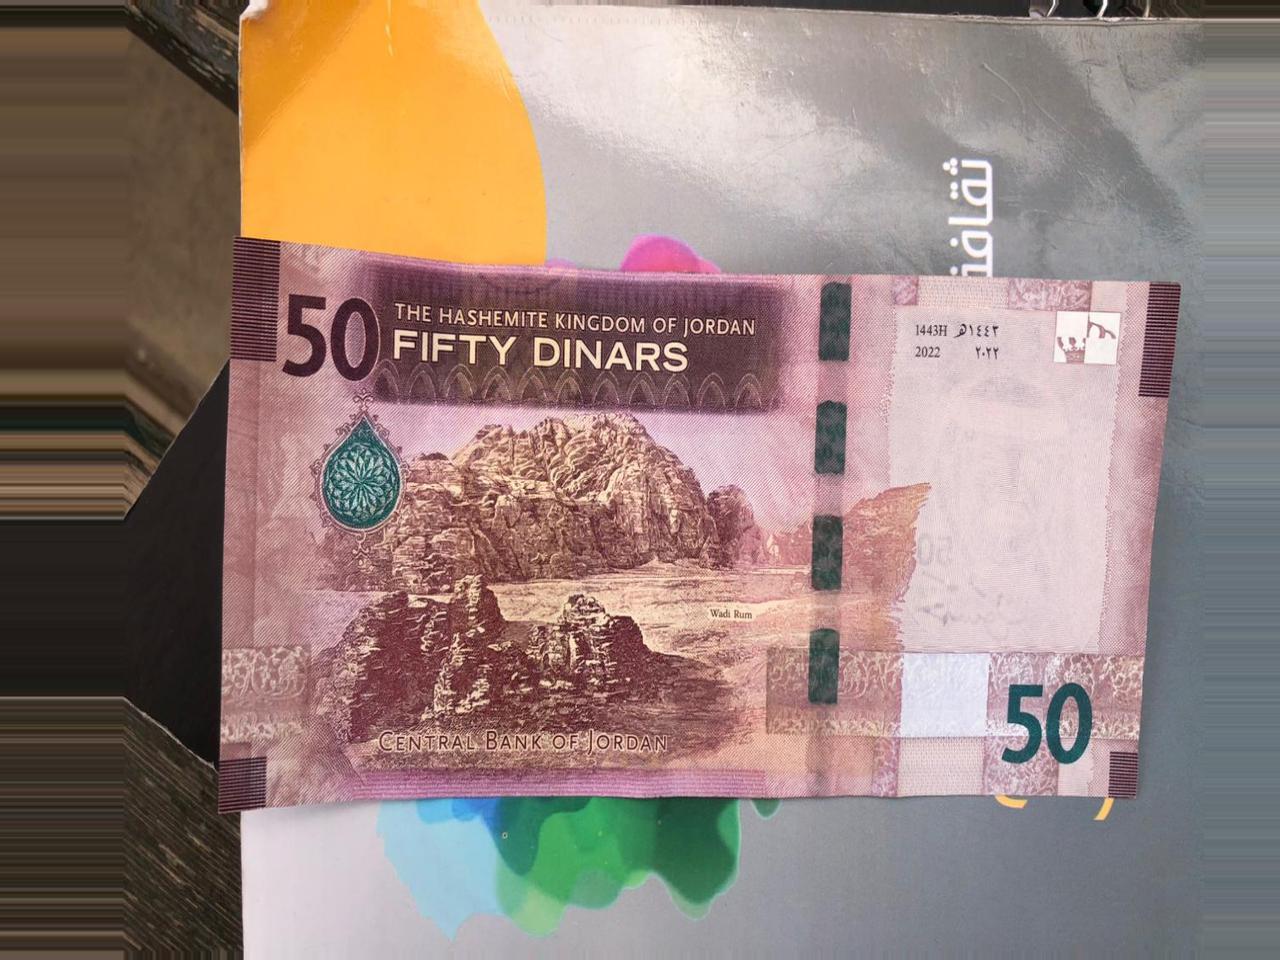 ثقافة
50
THE HASHEMITE KINGDOM OF JORDAN
FIFTY DINARS
1443H ١٤٤٣هـ
2022 ٢٠٢٢
Wadi Rum
CENTRAL BANK OF JORDAN
50